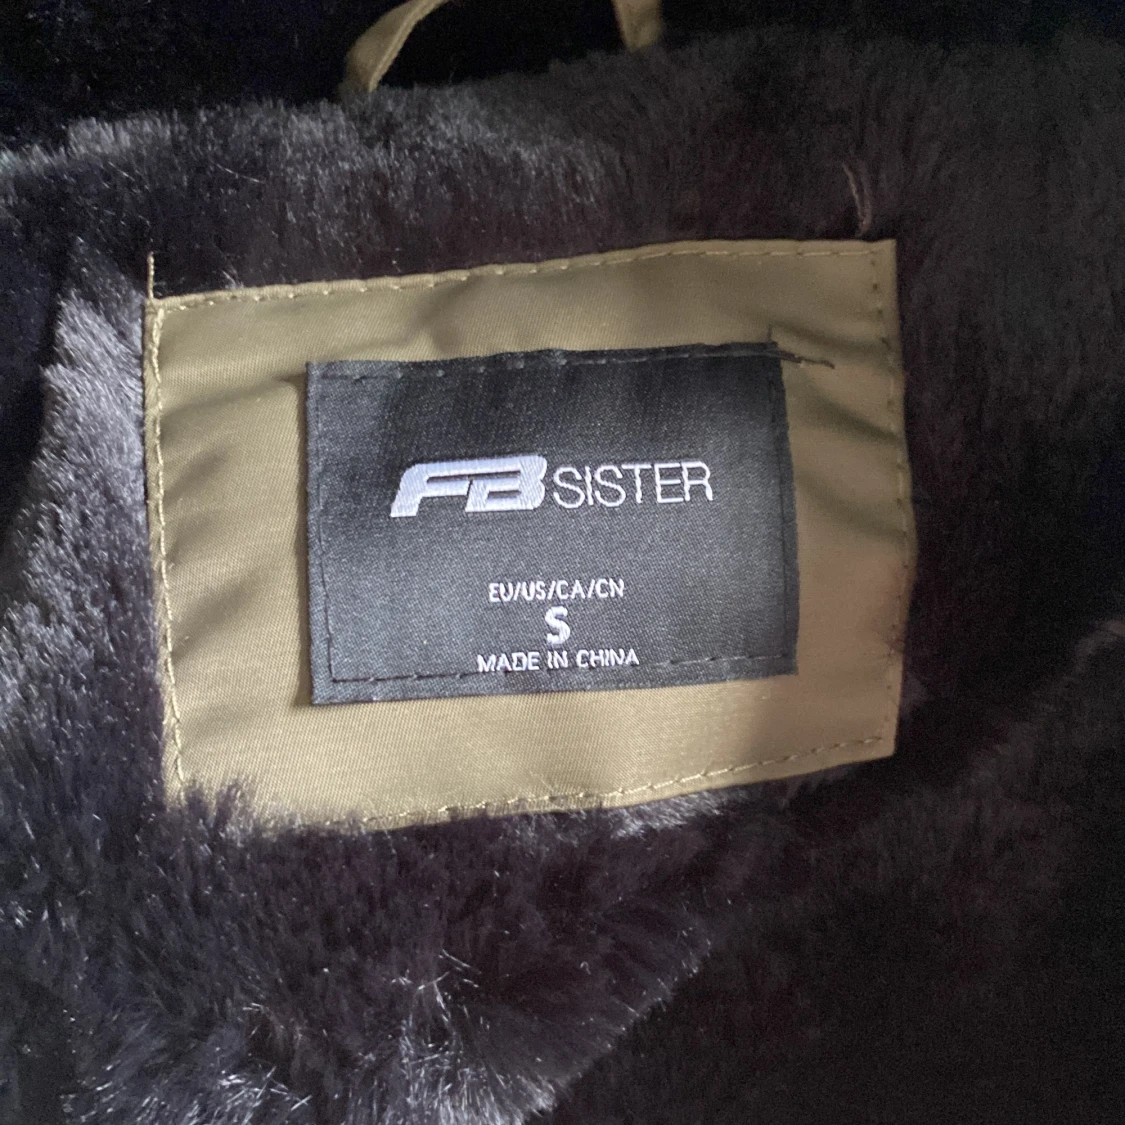 FB SISTER
EU/US/CA/CN
S
MADE IN CHINA